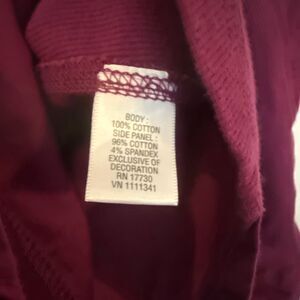 BODY :
100% COTTON
SIDE PANEL :
96% COTTON
4% SPANDEX
EXCLUSIVE OF
DECORATION
RN 17730
VN 1111341